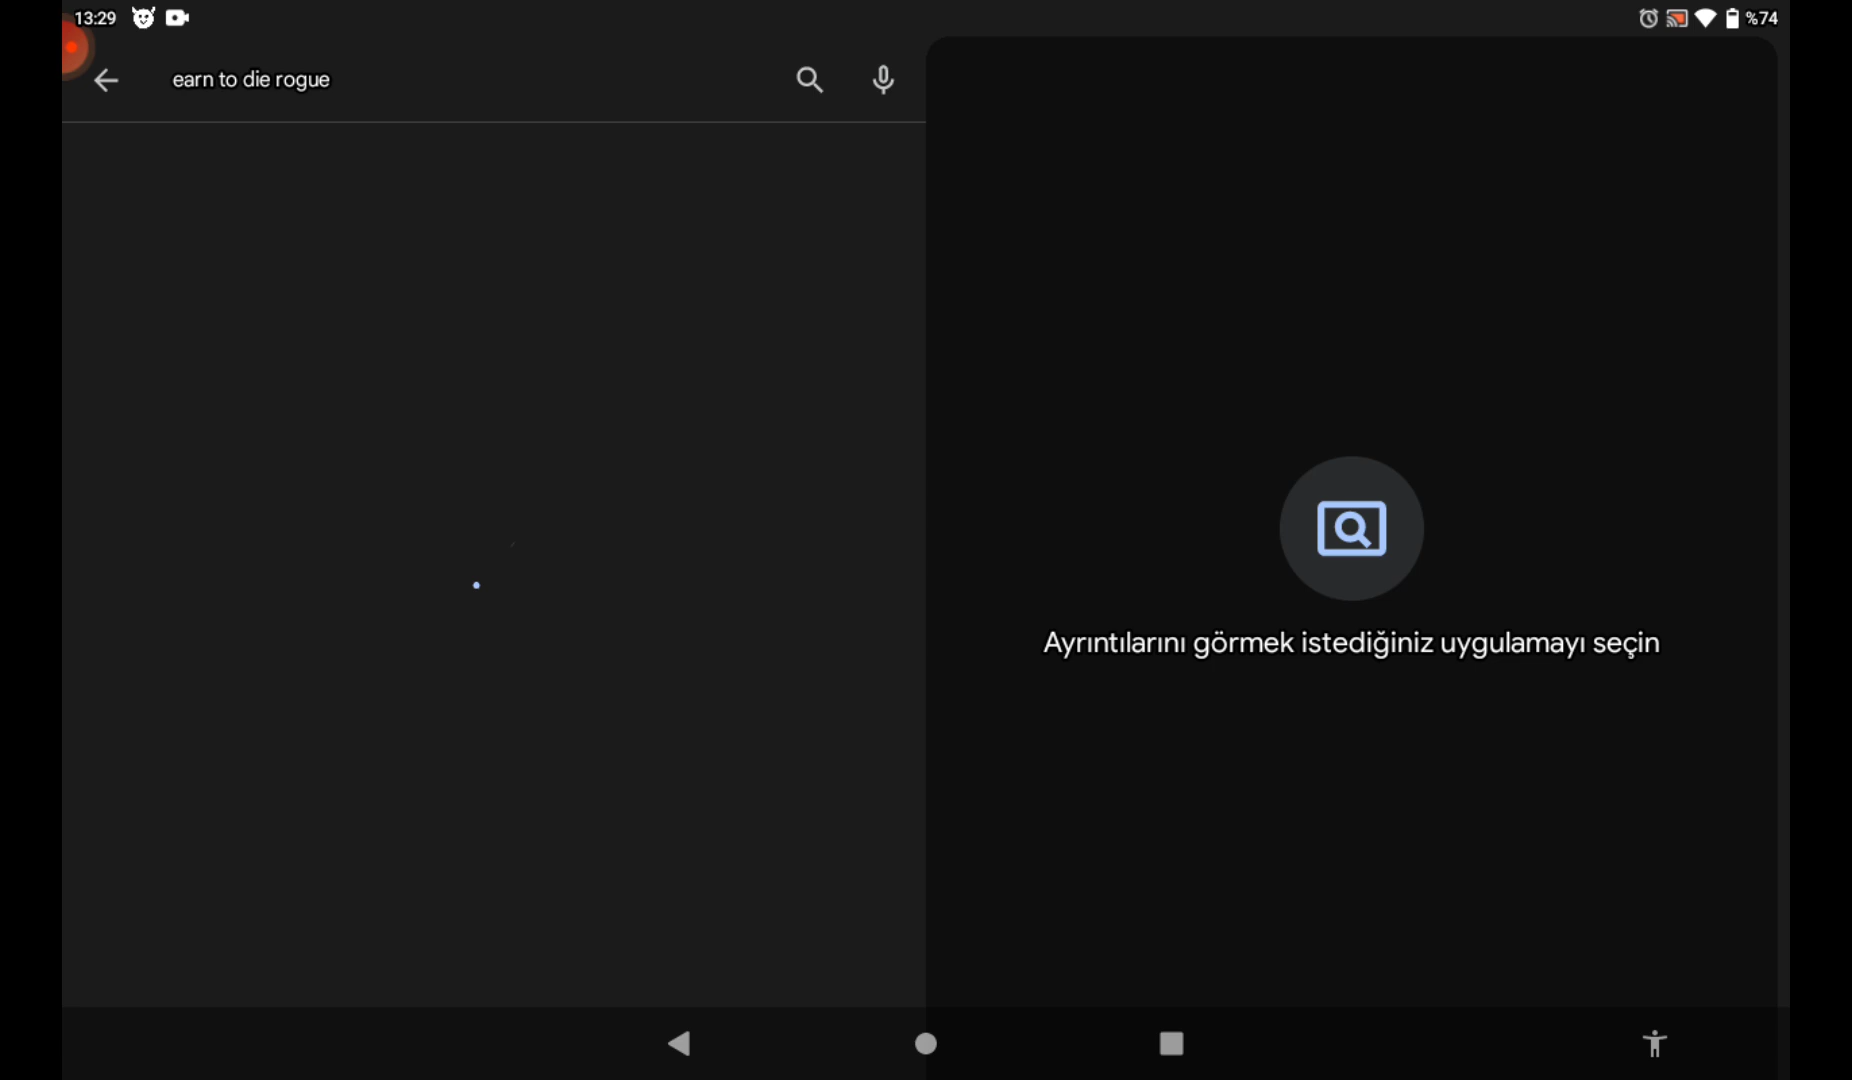 13:29
%74
earn to die rogue
Ayrıntılarını görmek istediğiniz uygulamayı seçin